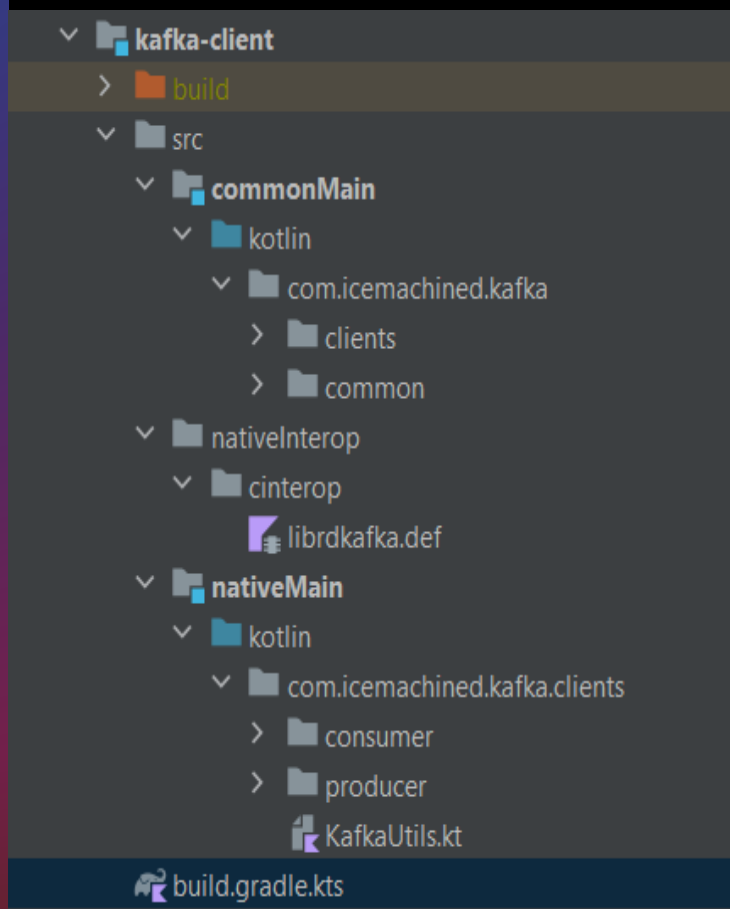 kafka-client
build
src
commonMain
kotlin
com.icemachined.kafka
clients
common
nativeInterop
cinterop
librdkafka.def
nativeMain
kotlin
com.icemachined.kafka.clients
consumer
producer
KafkaUtils.kt
build.gradle.kts